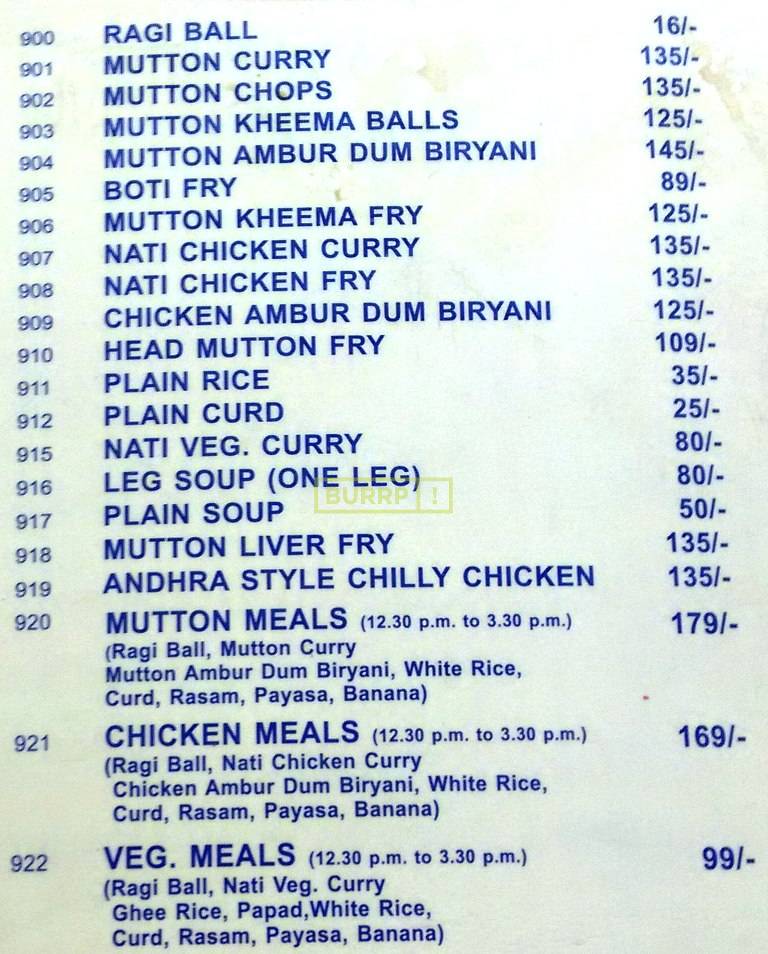 900 RAGI BALL 16/-
901 MUTTON CURRY 135/-
902 MUTTON CHOPS 135/-
903 MUTTON KHEEMA BALLS 125/-
904 MUTTON AMBUR DUM BIRYANI 145/-
905 BOTI FRY 89/-
906 MUTTON KHEEMA FRY 125/-
907 NATI CHICKEN CURRY 135/-
908 NATI CHICKEN FRY 135/-
909 CHICKEN AMBUR DUM BIRYANI 125/-
910 HEAD MUTTON FRY 109/-
911 PLAIN RICE 35/-
912 PLAIN CURD 25/-
915 NATI VEG. CURRY 80/-
916 LEG SOUP (ONE LEG) 80/-
BURRP!
917 PLAIN SOUP 50/-
918 MUTTON LIVER FRY 135/-
919 ANDHRA STYLE CHILLY CHICKEN 135/-
920 MUTTON MEALS (12.30 p.m. to 3.30 p.m.) 179/-
(Ragi Ball, Mutton Curry
Mutton Ambur Dum Biryani, White Rice,
Curd, Rasam, Payasa, Banana)
921 CHICKEN MEALS (12.30 p.m. to 3.30 p.m.) 169/-
(Ragi Ball, Nati Chicken Curry
Chicken Ambur Dum Biryani, White Rice,
Curd, Rasam, Payasa, Banana)
922 VEG. MEALS (12.30 p.m. to 3.30 p.m.) 99/-
(Ragi Ball, Nati Veg. Curry
Ghee Rice, Papad,White Rice,
Curd, Rasam, Payasa, Banana)